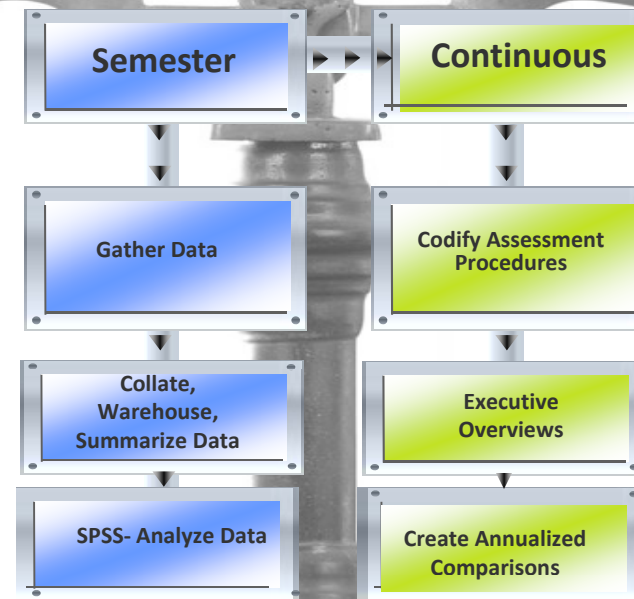 Semester
Continuous
Gather Data
Codify Assessment
Procedures
Collate,
Warehouse,
Summarize Data
Executive
Overviews
SPSS- Analyze Data
Create Annualized
Comparisons